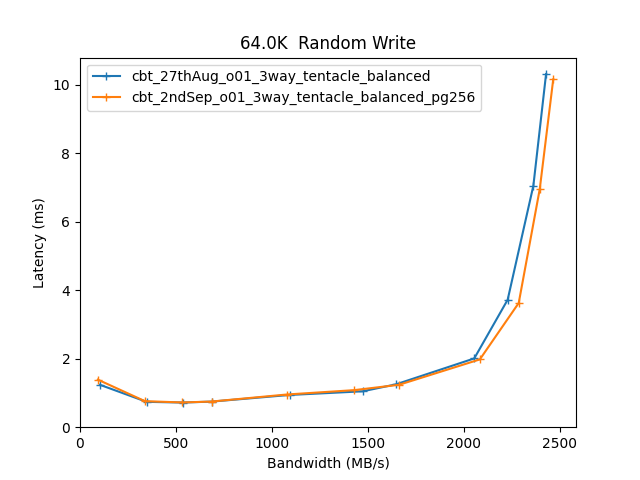 64.0K  Random Write
cbt_27thAug_o01_3way_tentacle_balanced
cbt_2ndSep_o01_3way_tentacle_balanced_pg256
Latency (ms)
10
8
6
4
2
0
0 500 1000 1500 2000 2500
Bandwidth (MB/s)